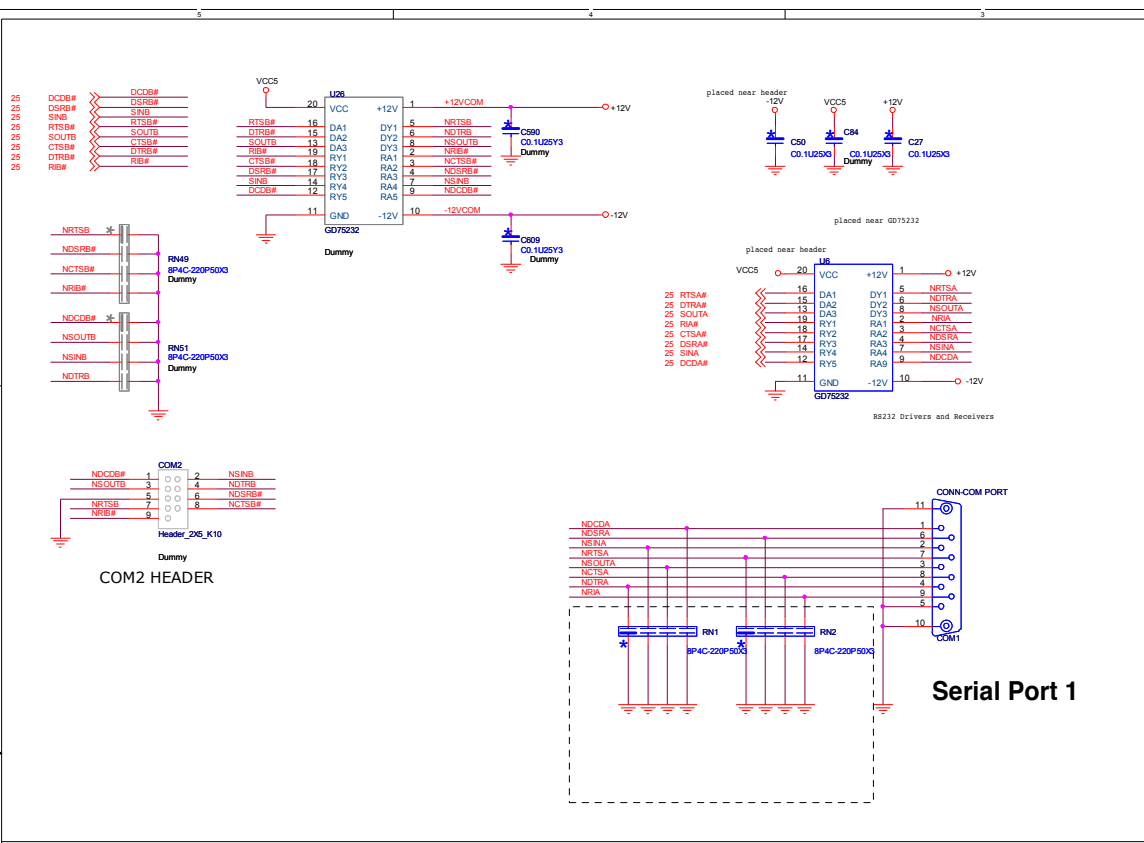 5
4
3
25 DCDB# DCDB#
25 DSRB# DSRB#
25 SINB SINB
25 RTSB# RTSB#
25 SOUTB SOUTB
25 CTSB# CTSB#
25 DTRB# DTRB#
25 RIB# RIB#
VCC5
U26
20 VCC +12V 1 +12VCOM +12V
RTSB# 16 DA1 DY1 5 NRTSB
DTRB# 15 DA2 DY2 6 NDTRB
SOUTB 13 DA3 DY3 8 NSOUTB
RIB# 19 RY1 RA1 2 NRIB#
CTSB# 18 RY2 RA2 3 NCTSB#
DSRB# 17 RY3 RA3 4 NDSRB#
SINB 14 RY4 RA4 7 NSINB
DCDB# 12 RY5 RA5 9 NDCDB#
11 GND -12V 10 -12VCOM -12V
GD75232
Dummy
C590
C0.1U25Y3
Dummy
C609
C0.1U25Y3
Dummy
placed near header
-12V VCC5 +12V
C50 C84 C27
C0.1U25X3 C0.1U25X3 C0.1U25X3
Dummy
placed near GD75232
NRTSB
NDSRB#
NCTSB#
NRIB#
RN49
8P4C-220P50X3
Dummy
NDCDB#
NSOUTB
NSINB
NDTRB
RN51
8P4C-220P50X3
Dummy
placed near header
VCC5
U6
20 VCC +12V 1 +12V
25 RTSA# 16 DA1 DY1 5 NRTSA
25 DTRA# 15 DA2 DY2 6 NDTRA
25 SOUTA 13 DA3 DY3 8 NSOUTA
25 RIA# 19 RY1 RA1 2 NRIA
25 CTSA# 18 RY2 RA2 3 NCTSA
25 DSRA# 17 RY3 RA3 4 NDSRA
25 SINA 14 RY4 RA4 7 NSINA
25 DCDA# 12 RY5 RA9 9 NDCDA
11 GND -12V 10 -12V
GD75232
RS232 Drivers and Receivers
COM2
NDCDB# 1 2 NSINB
NSOUTB 3 4 NDTRB
5 6 NDSRB#
NRTSB 7 8 NCTSB#
NRIB# 9
Header_2X5_K10
Dummy
COM2 HEADER
CONN-COM PORT
11
NDCDA 1
NDSRA 6
NSINA 2
NRTSA 7
NSOUTA 3
NCTSA 8
NDTRA 4
NRIA 9
5
10
COM1
RN1
8P4C-220P50X3
RN2
8P4C-220P50X3
Serial Port 1